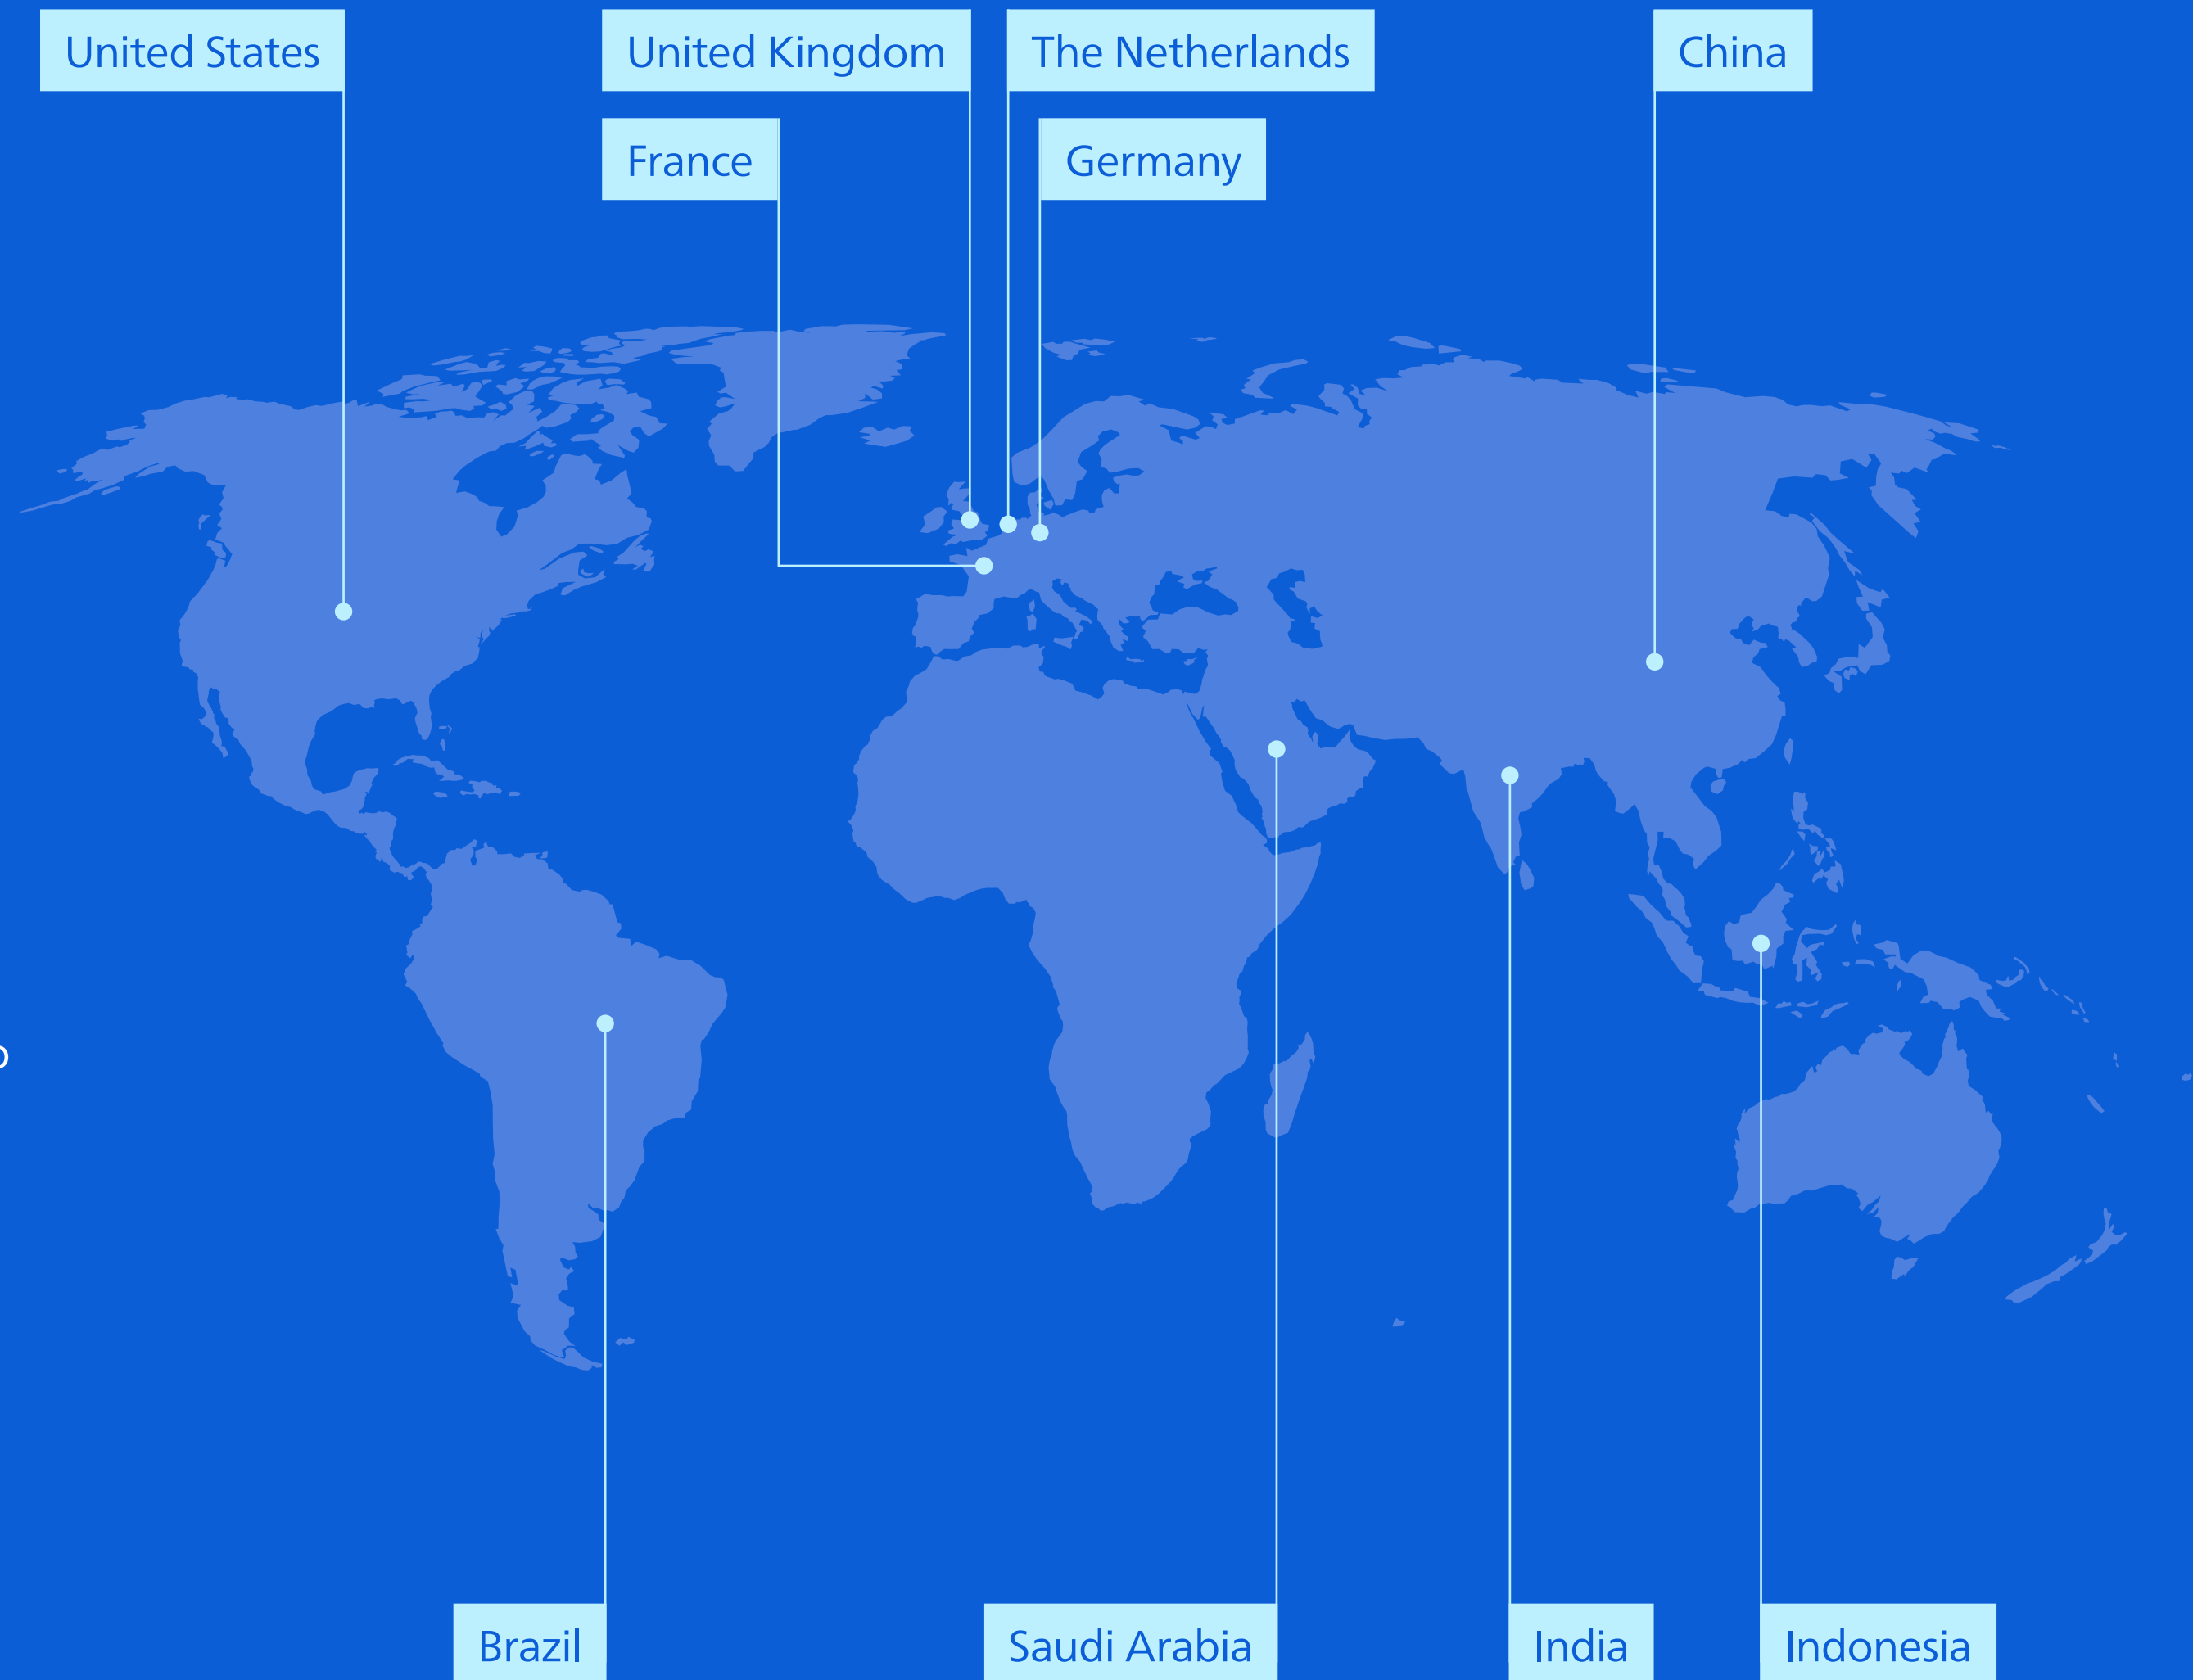 United States
United Kingdom
The Netherlands
China
France
Germany
Brazil
Saudi Arabia
India
Indonesia